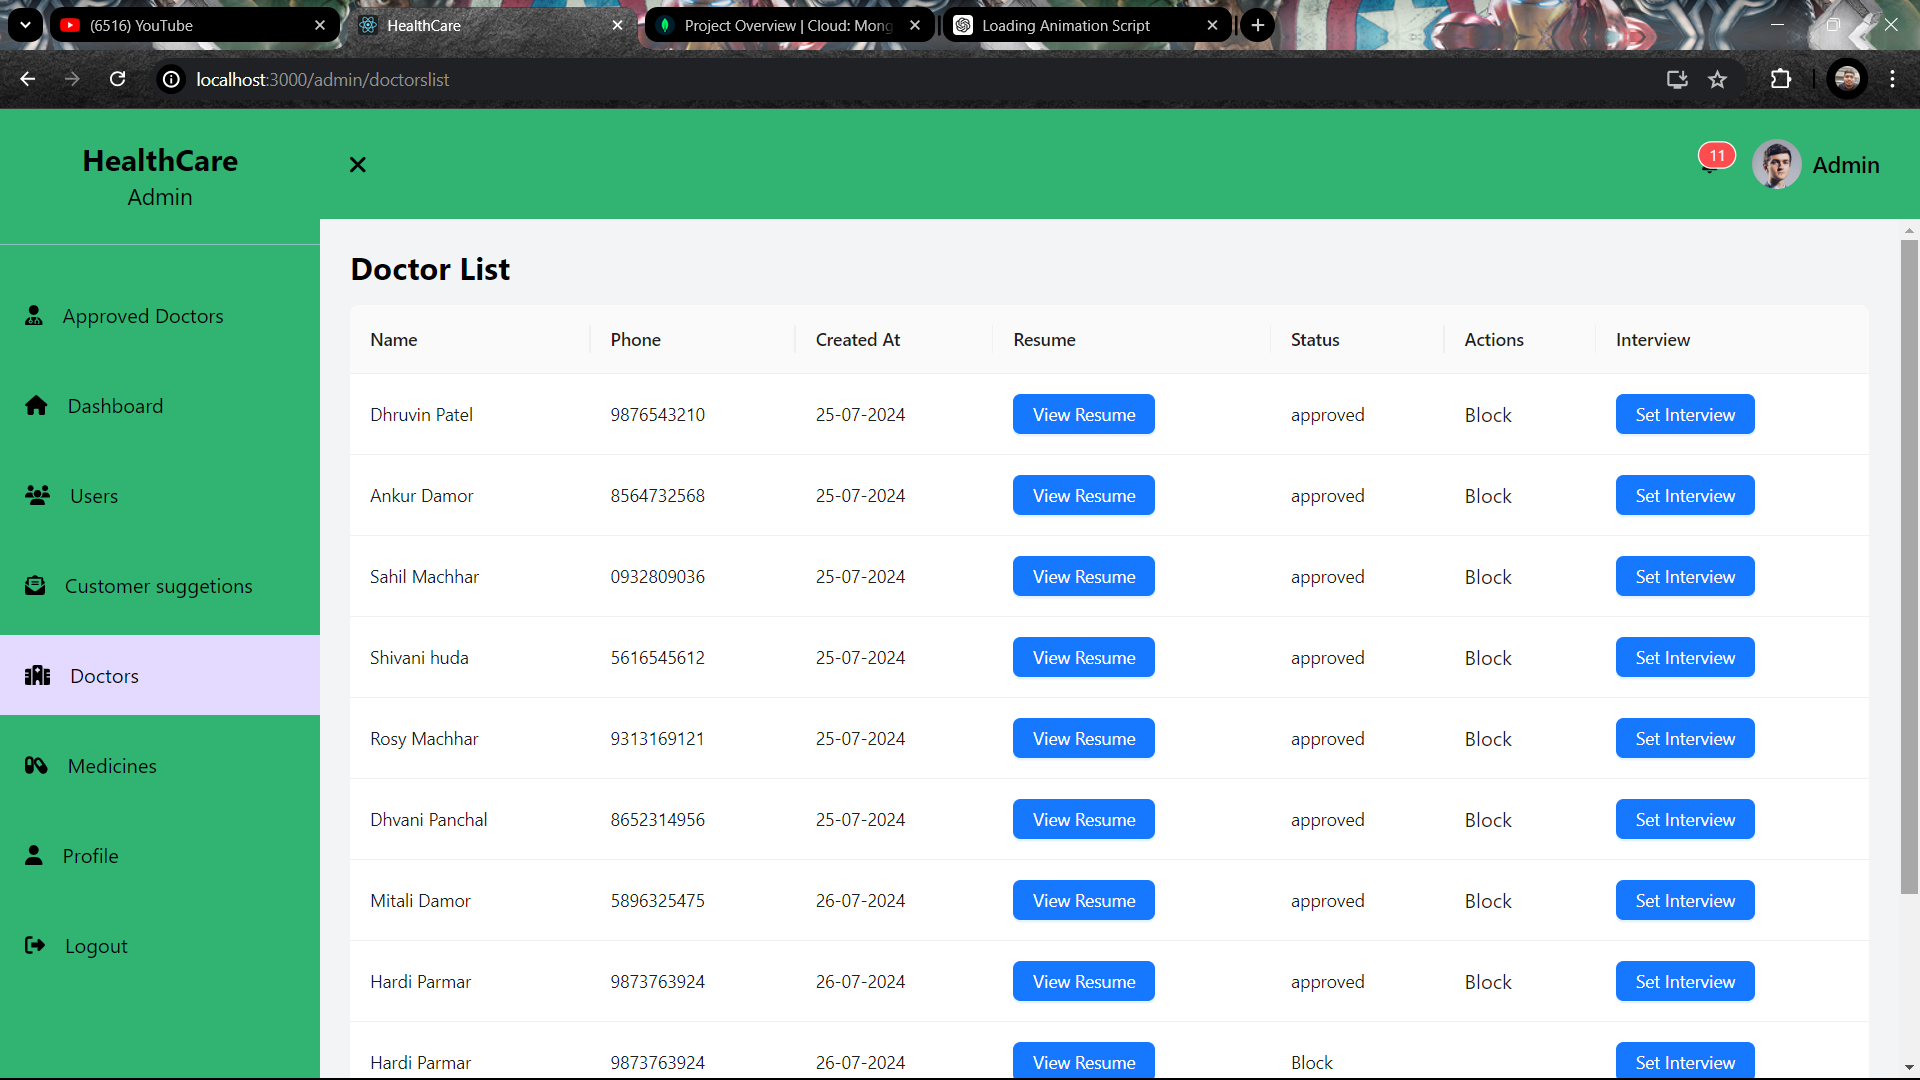 (6516) YouTube
HealthCare
Project Overview | Cloud: Mong
Loading Animation Script
localhost:3000/admin/doctorslist
HealthCare
Admin
11
Admin
Approved Doctors
Dashboard
Users
Customer suggetions
Doctors
Medicines
Profile
Logout
Doctor List
Name Phone Created At Resume Status Actions Interview
Dhruvin Patel 9876543210 25-07-2024 View Resume approved Block Set Interview
Ankur Damor 8564732568 25-07-2024 View Resume approved Block Set Interview
Sahil Machhar 0932809036 25-07-2024 View Resume approved Block Set Interview
Shivani huda 5616545612 25-07-2024 View Resume approved Block Set Interview
Rosy Machhar 9313169121 25-07-2024 View Resume approved Block Set Interview
Dhvani Panchal 8652314956 25-07-2024 View Resume approved Block Set Interview
Mitali Damor 5896325475 26-07-2024 View Resume approved Block Set Interview
Hardi Parmar 9873763924 26-07-2024 View Resume approved Block Set Interview
Hardi Parmar 9873763924 26-07-2024 View Resume Block Set Interview